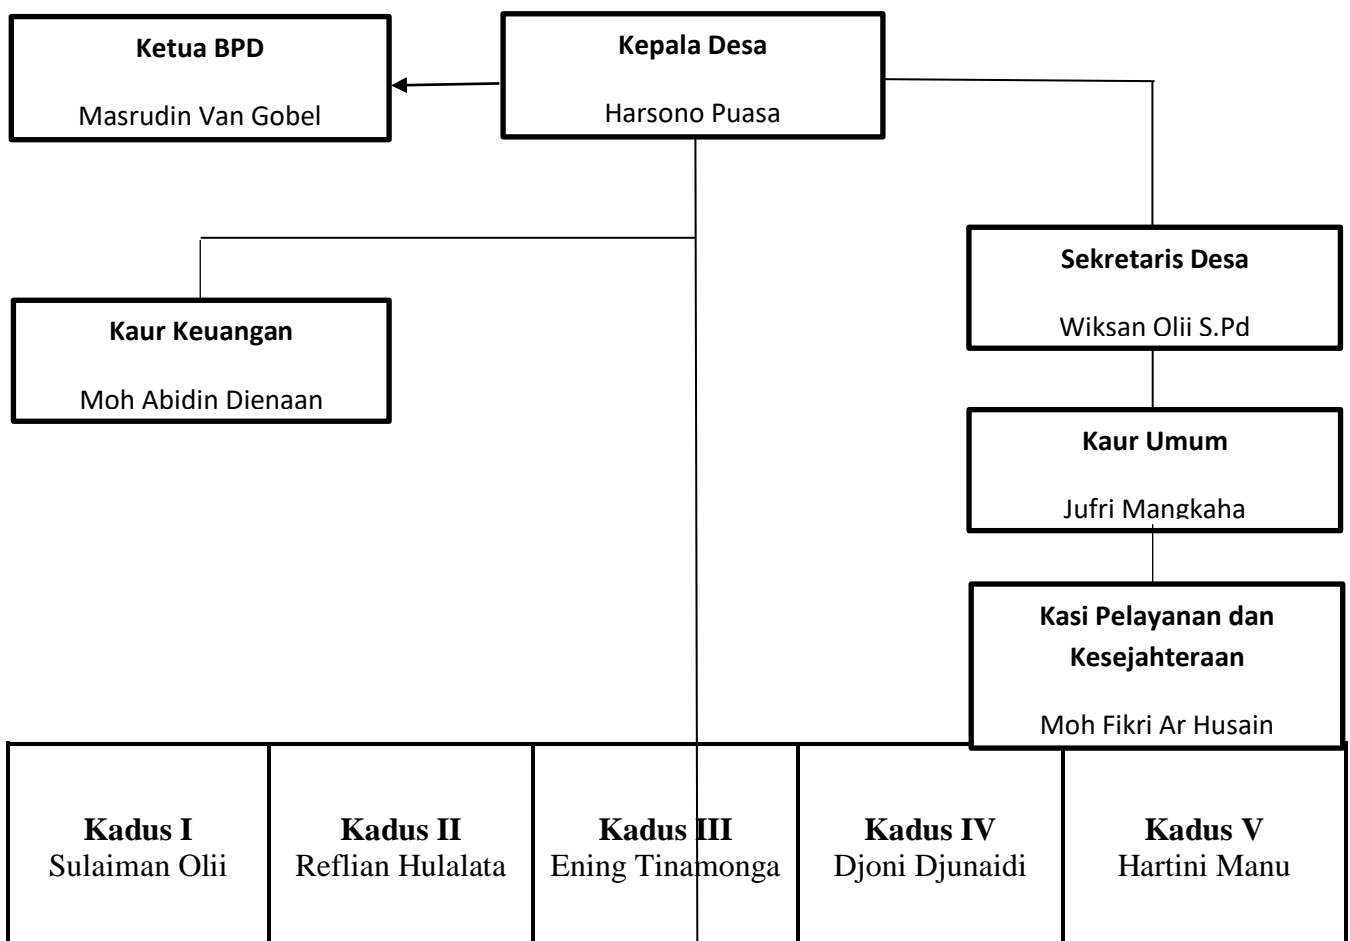 Ketua BPD
Masrudin Van Gobel
Kepala Desa
Harsono Puasa
Sekretaris Desa
Wiksan Olii S.Pd
Kaur Keuangan
Moh Abidin Dienaan
Kaur Umum
Jufri Mangkaha
Kasi Pelayanan dan
Kesejahteraan
Moh Fikri Ar Husain
Kadus I
Sulaiman Olii
Kadus II
Reflian Hulalata
Kadus III
Ening Tinamonga
Kadus IV
Djoni Djunaidi
Kadus V
Hartini Manu